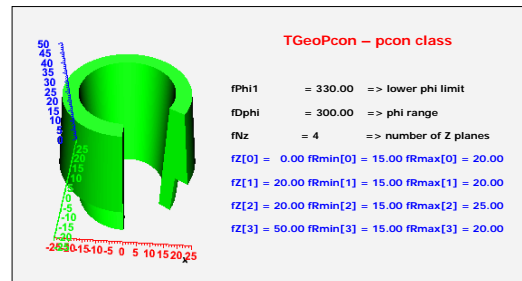 TGeoPcon – pcon class
fPhi1 = 330.00 => lower phi limit
fDphi = 300.00 => phi range
fNz = 4 => number of Z planes
fZ[0] = 0.00 fRmin[0] = 15.00 fRmax[0] = 20.00
fZ[1] = 20.00 fRmin[1] = 15.00 fRmax[1] = 20.00
fZ[2] = 20.00 fRmin[2] = 15.00 fRmax[2] = 25.00
fZ[3] = 50.00 fRmin[3] = 15.00 fRmax[3] = 20.00
50
45
40
35
30
25
20
15
10
5
0
25
20
15
10
5
0
-5
-10
-15
-20
-25
-25-20-15-10-5 0 5 10 15 20 25
x